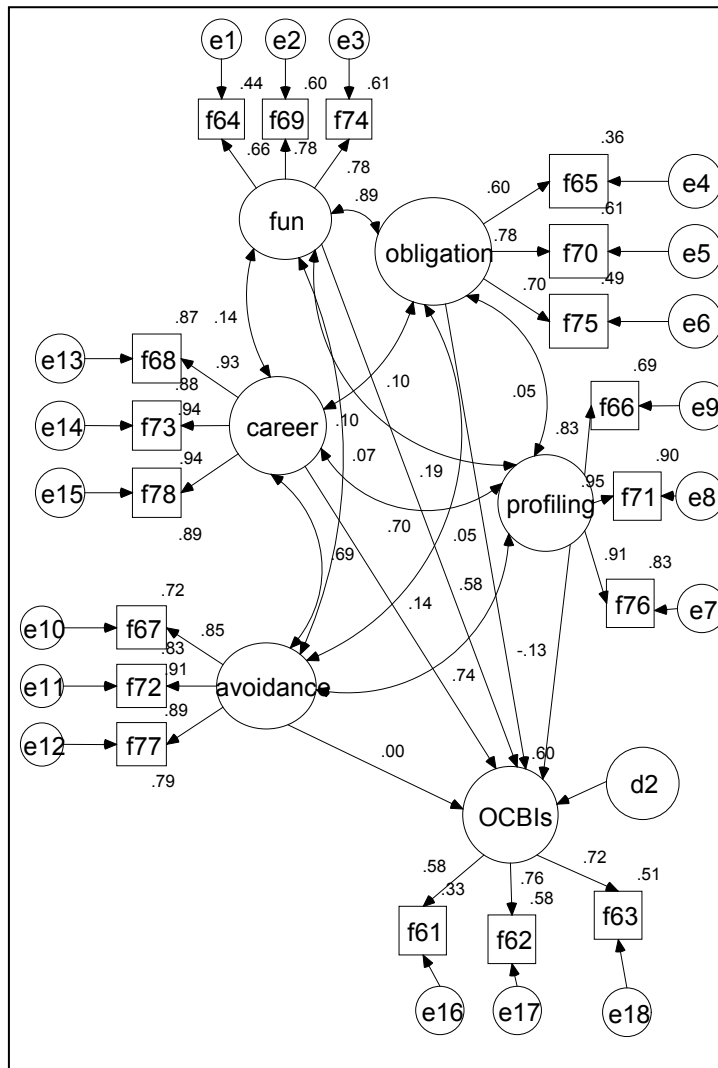 e1 e2 e3
.44 .60 .61
f64 f69 f74
.66 .78 .78
.36
.60 f65 e4
.89
.61
fun
.78 f70 e5
obligation
.49
.70 f75 e6
.87 .14
e13 f68 .93
.69
.88
.10 .05
f66 e9
e14 f73 .94 career .10 .83
.07
.94 .19 .95 .90
e15 f78 profiling f71 e8
.89 .70 .05
.69 .58 .91 .83
f76 e7
.72 .14
e10 f67 .85
.83 -.13
.91 .74
e11 f72 avoidance
.89
e12 f77 .00 .60
.79 d2
OCBIs
.58 .72
.33 .76 .51
.58
f61 f62 f63
e16 e17 e18